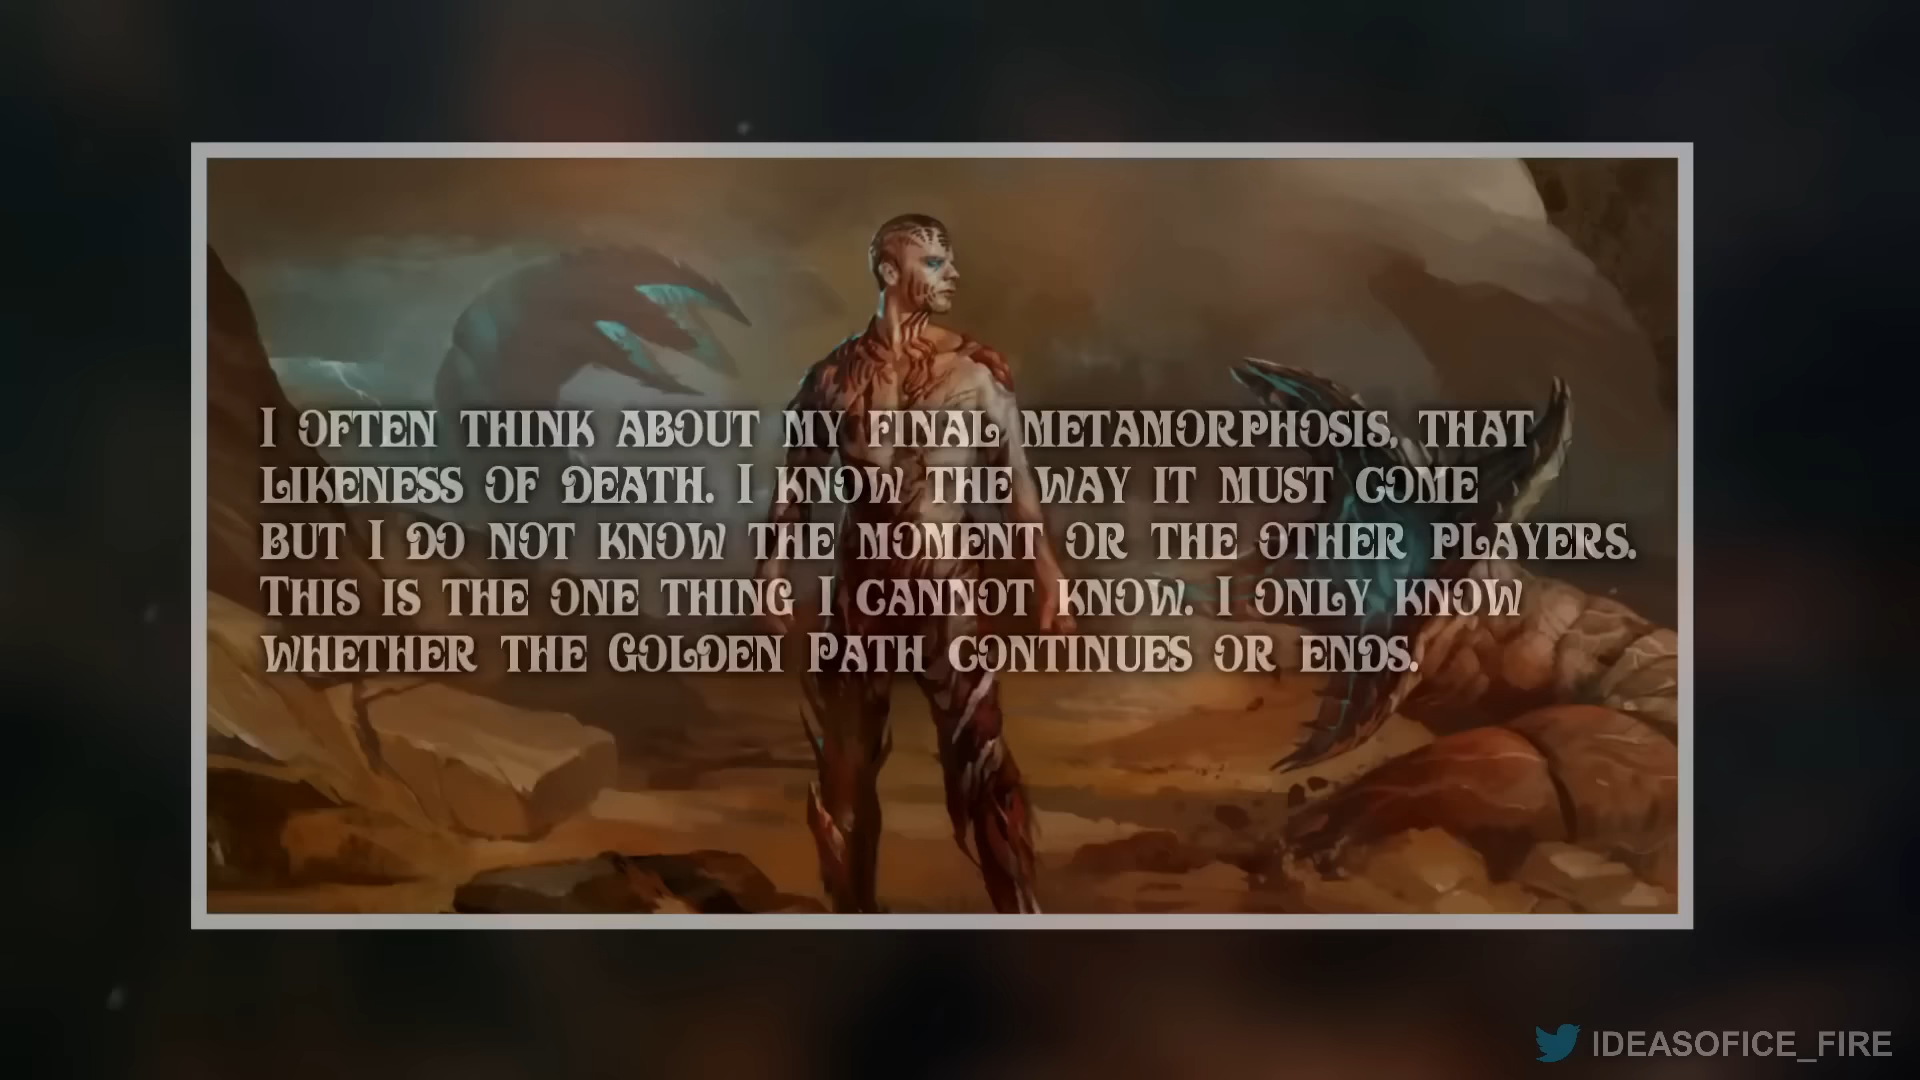 I often think about my final metamorphosis, that
likeness of death. I know the way it must come
but I do not know the moment or the other players.
This is the one thing I cannot know. I only know
whether the Golden Path continues or ends.
IDEASOFICE_FIRE